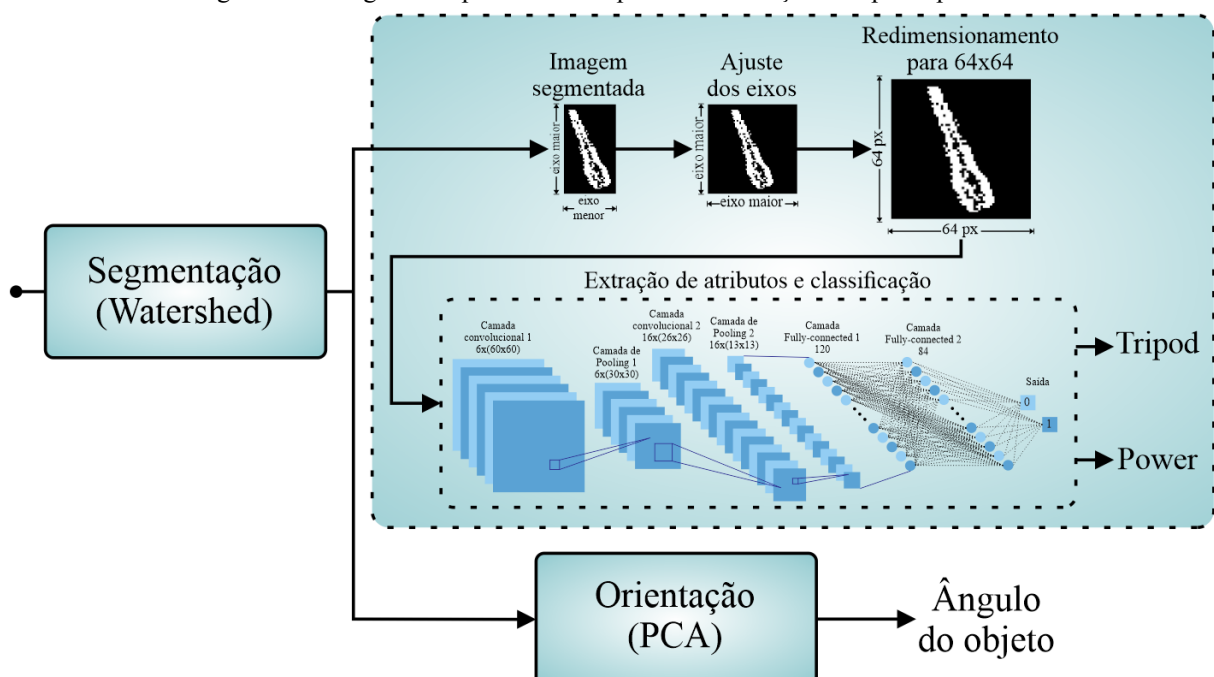 Redimensionamento
para 64x64
Imagem
segmentada
Ajuste
dos eixos
eixo maior
eixo
menor
eixo maior
eixo maior
64 px
64 px
Segmentação
(Watershed)
Extração de atributos e classificação
Camada
convolucional 1
6x(60x60)
Camada de
Pooling 1
6x(30x30)
Camada
convolucional 2
16x(26x26)
Camada de
Pooling 2
16x(13x13)
Camada
Fully-connected 1
120
Camada
Fully-connected 2
84
Saída
0
1
Tripod
Power
Orientação
(PCA)
Ângulo
do objeto